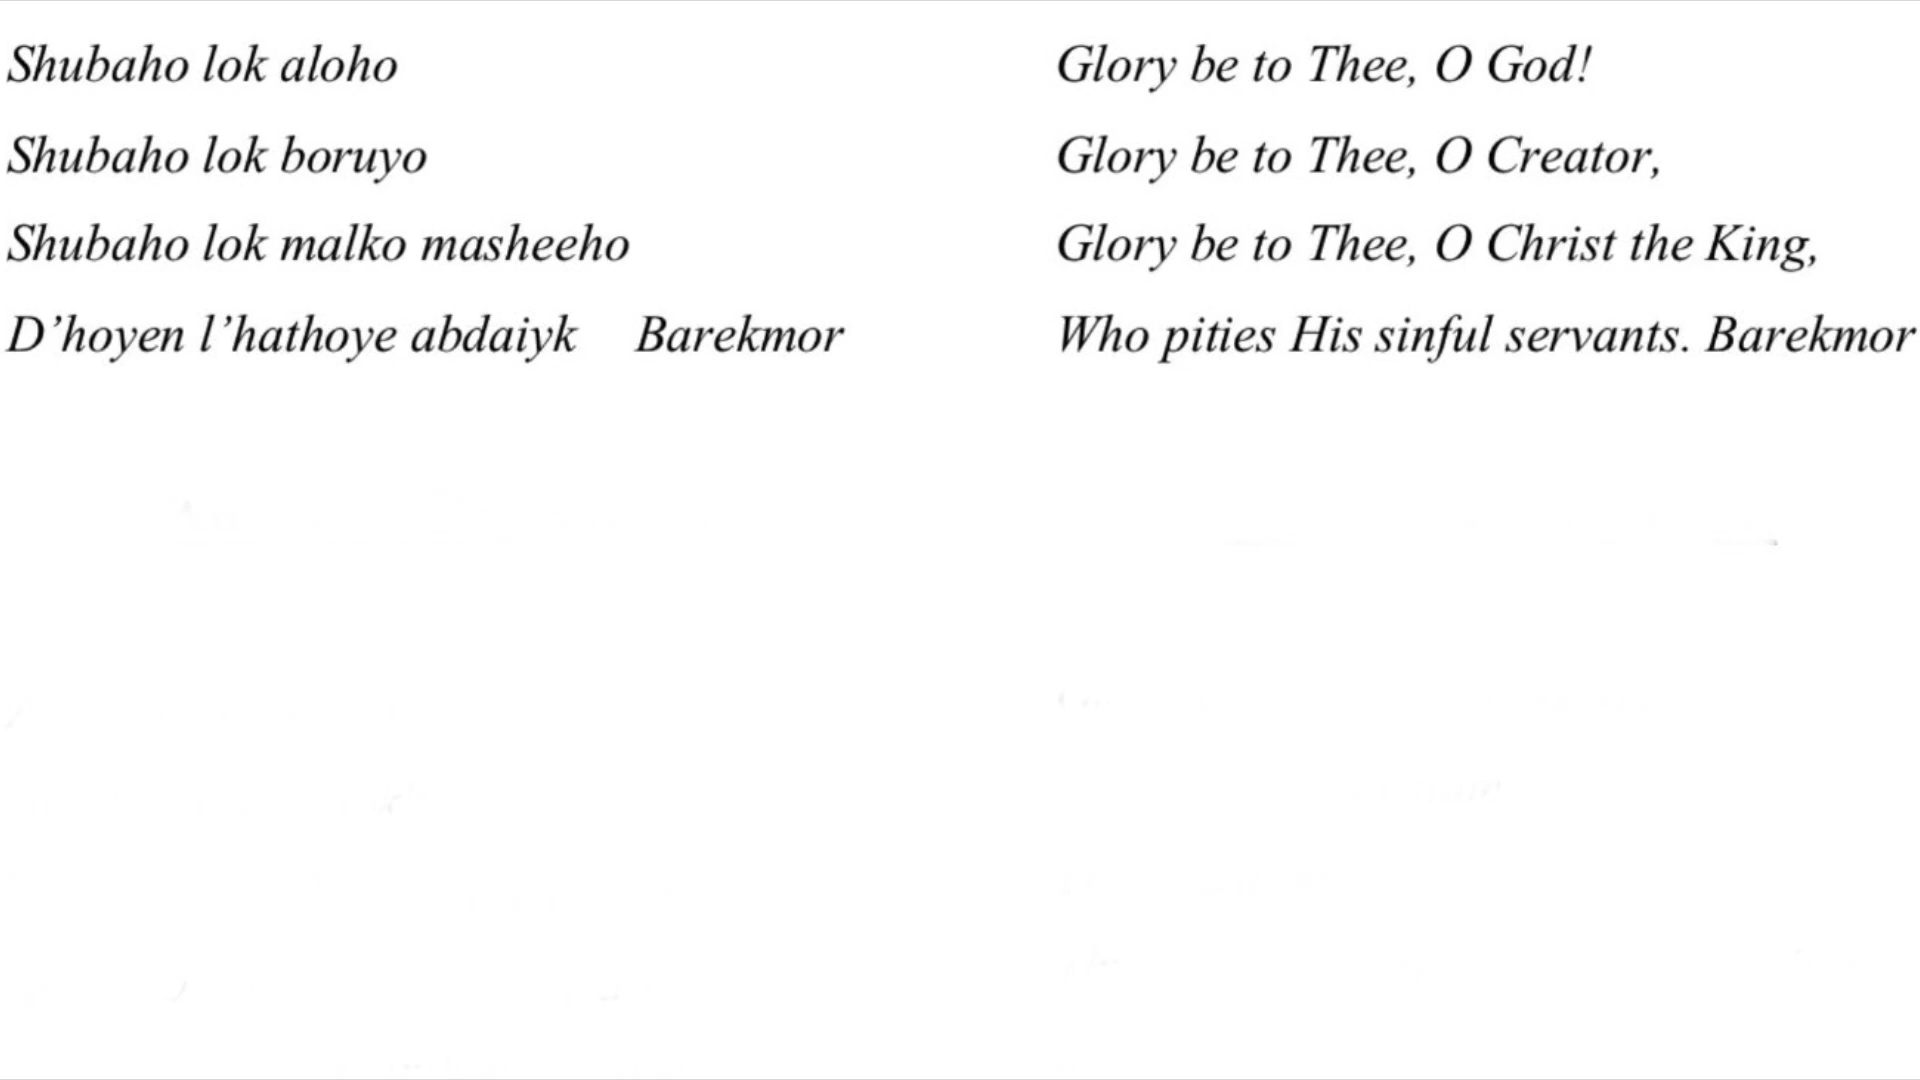 Shubaho lok aloho
Shubaho lok boruyo
Shubaho lok malko masheeho
D’hoyen l’hathoye abdaiyk Barekmor
Glory be to Thee, O God!
Glory be to Thee, O Creator,
Glory be to Thee, O Christ the King,
Who pities His sinful servants. Barekmor